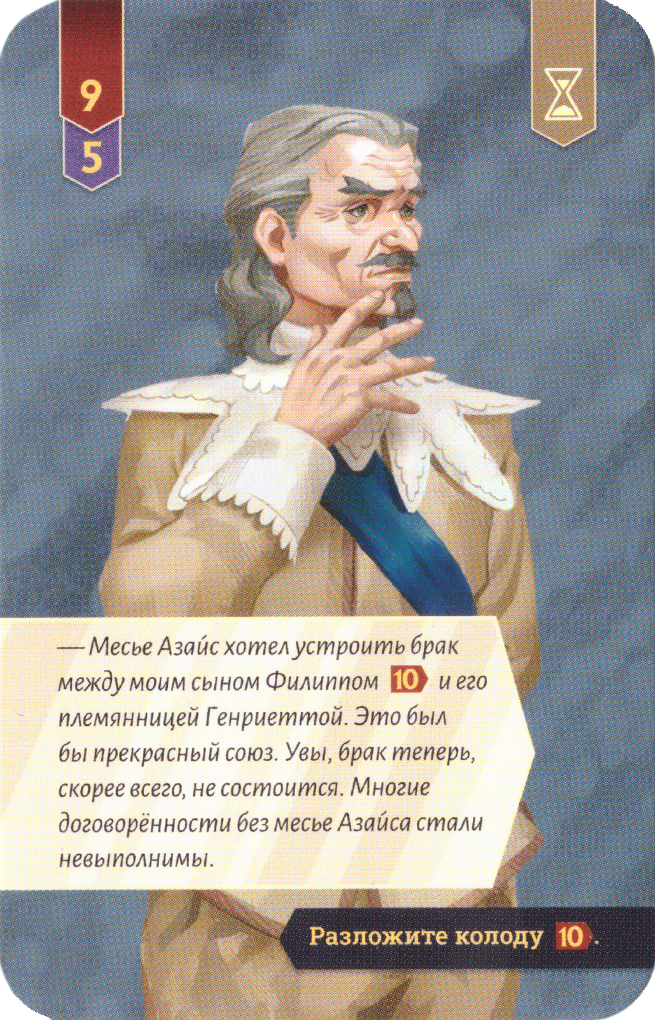 9
5
— Месье Азайс хотел устроить брак
между моим сыном Филиппом 10 и его
племянницей Генриеттой. Это был
бы прекрасный союз. Увы, брак теперь,
скорее всего, не состоится. Многие
договорённости без месье Азайса стали
невыполнимы.
Разложите колоду 10.